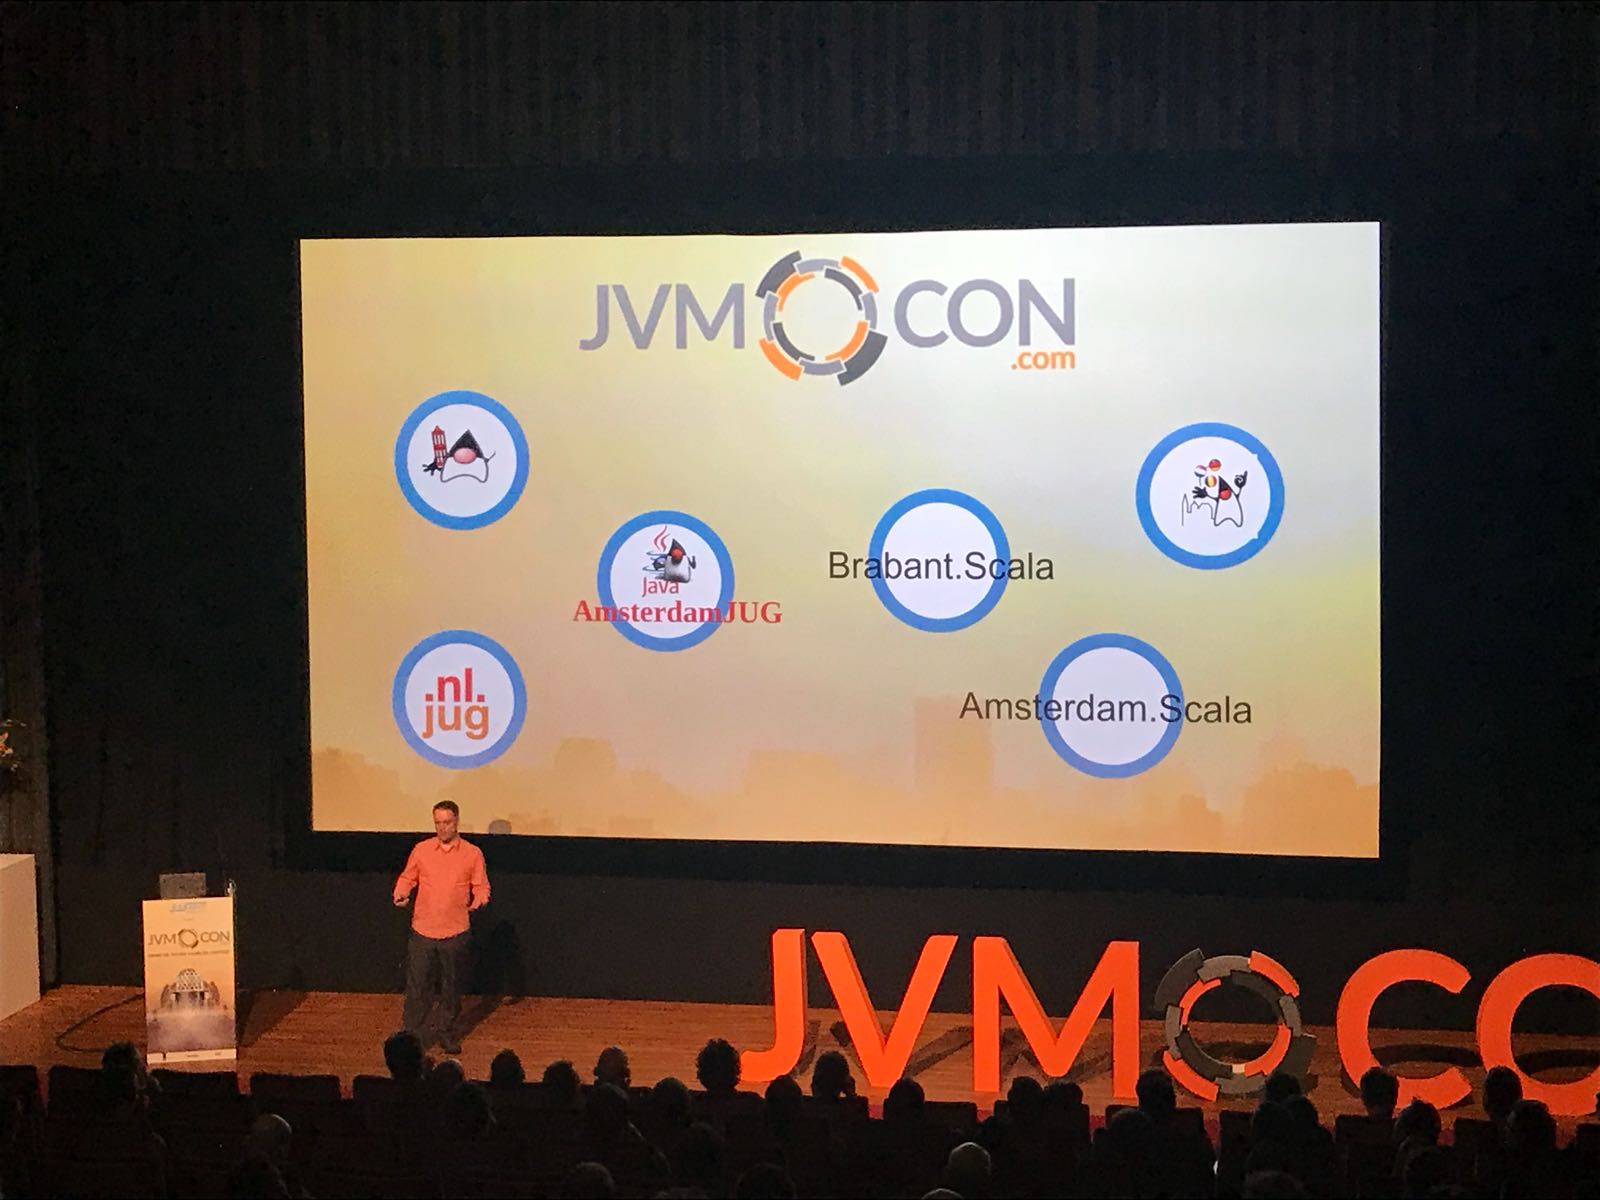 JVM CON
.com
Java
AmsterdamJUG
Brabant.Scala
.nl.
jug
Amsterdam.Scala
JVM CON
JVM CO